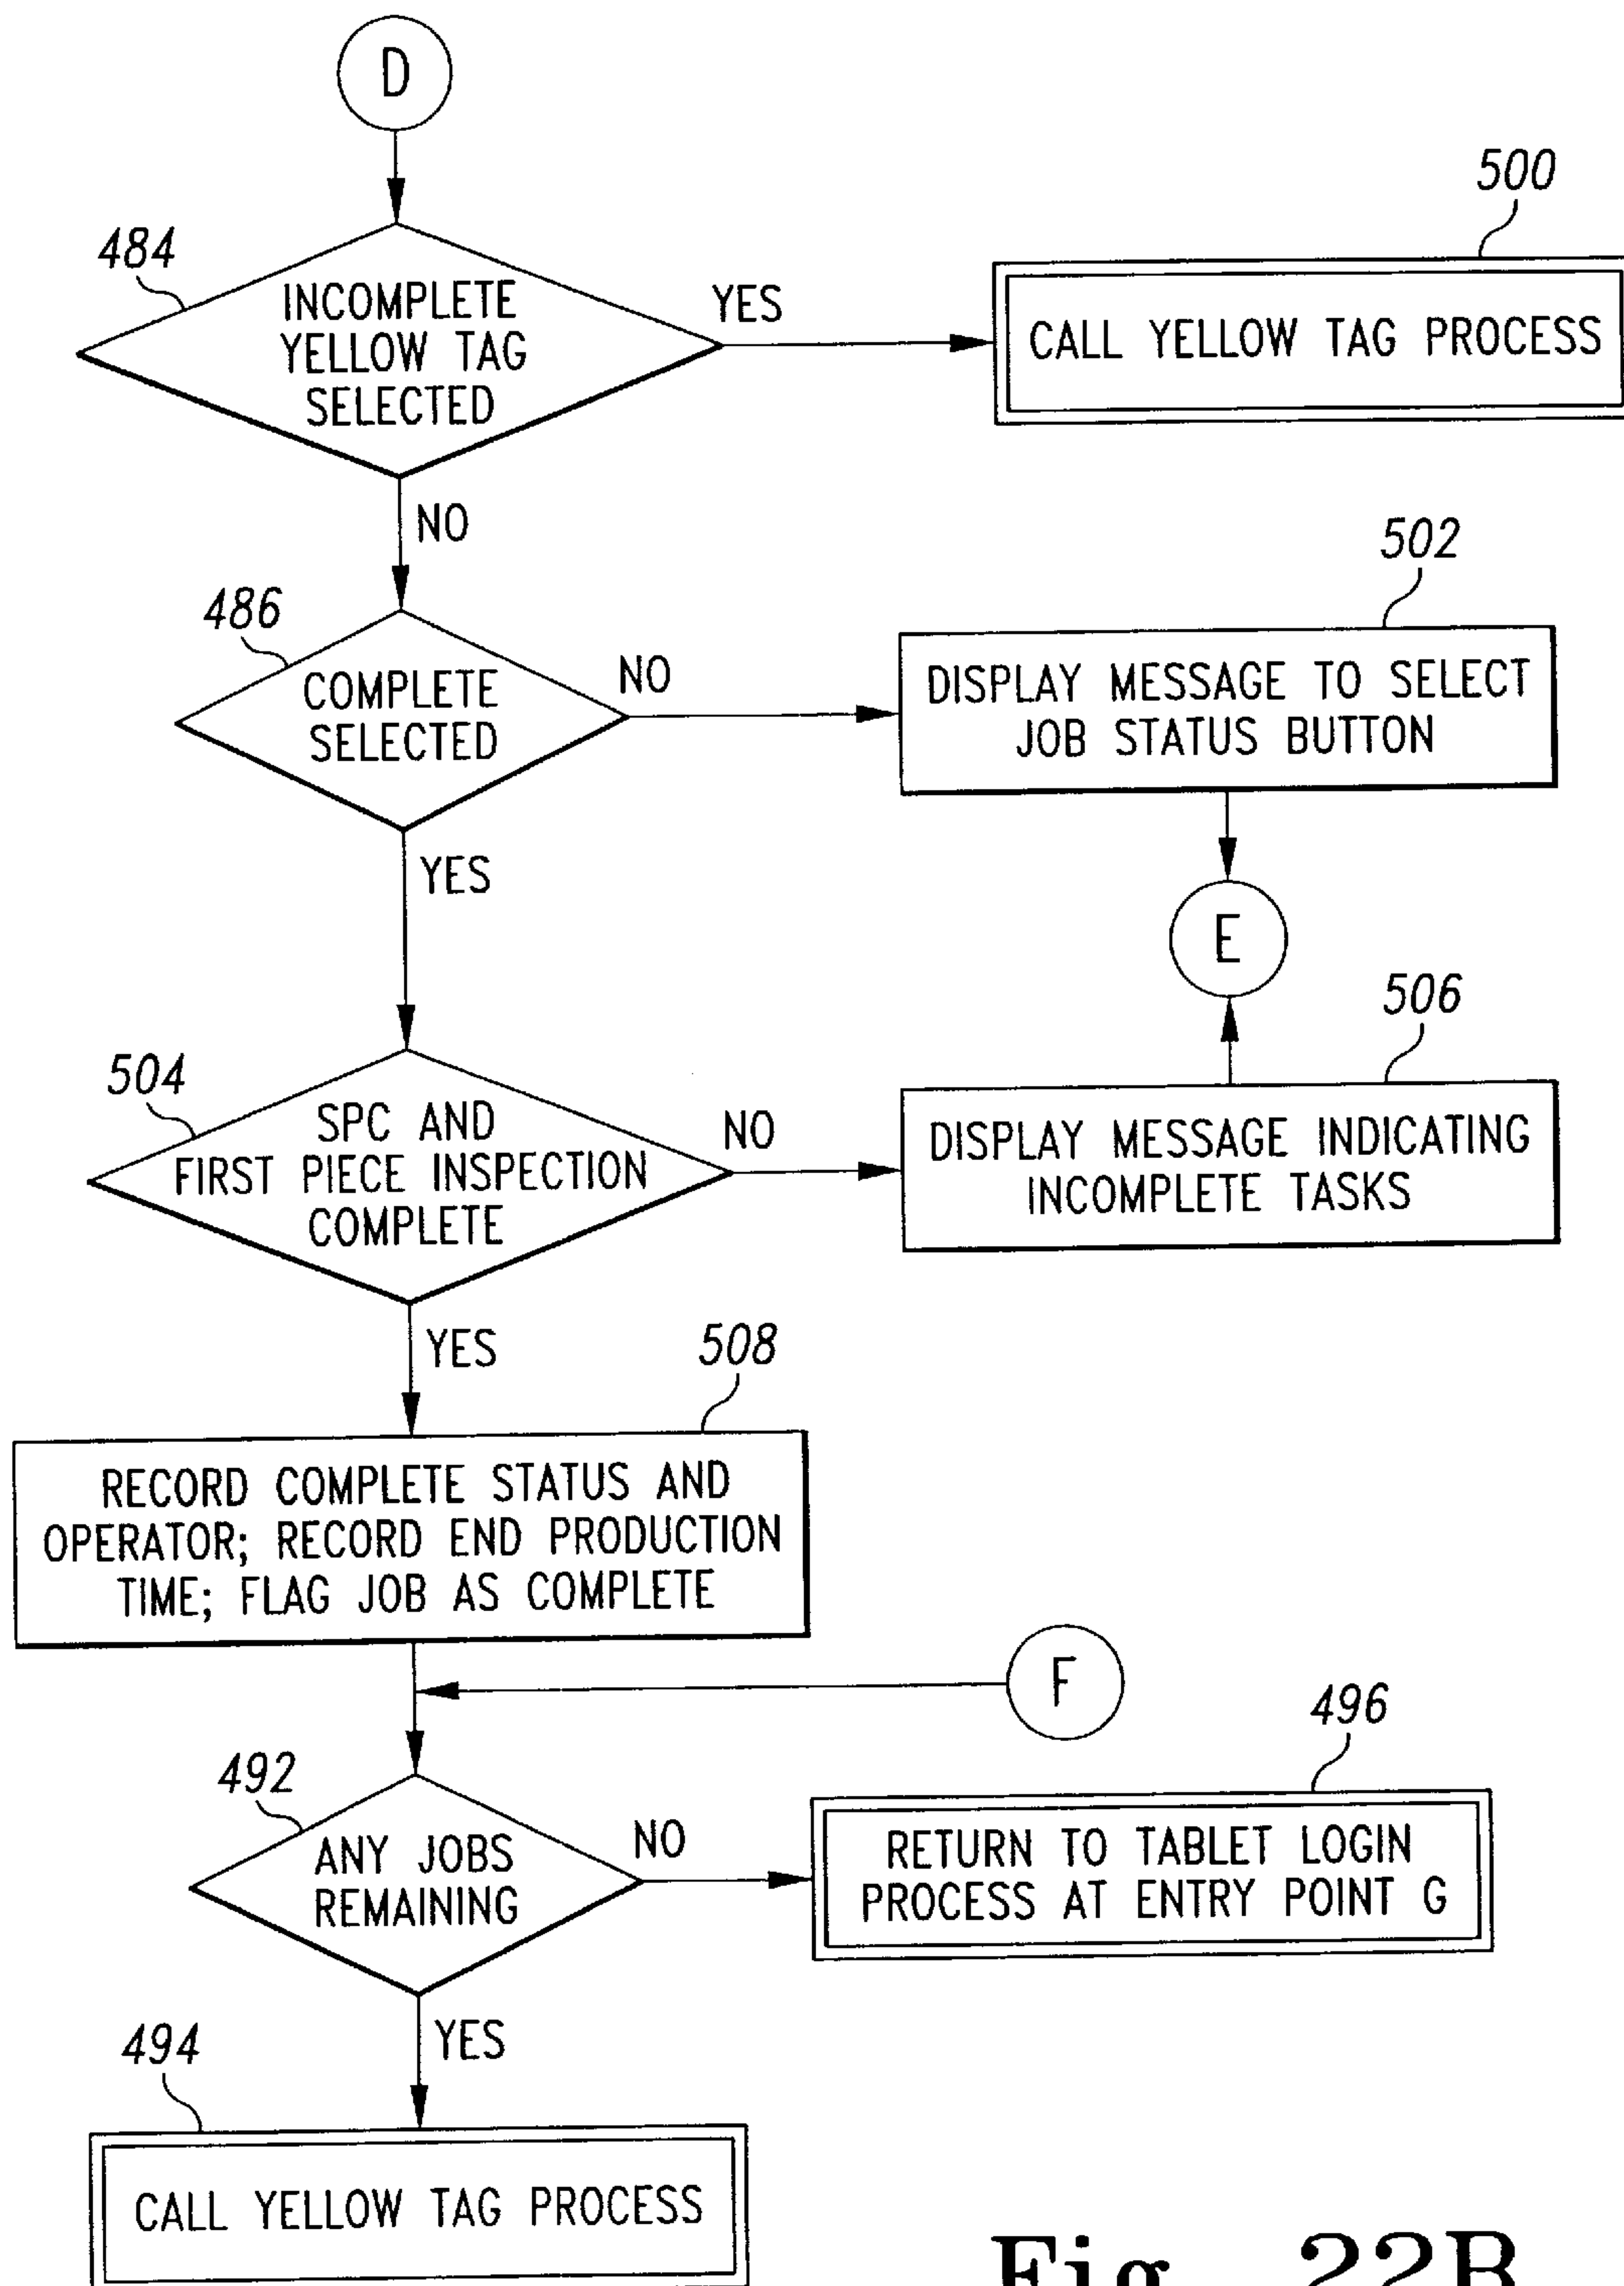 D
484
INCOMPLETE
YELLOW TAG
SELECTED
YES
500
CALL YELLOW TAG PROCESS
NO
486
COMPLETE
SELECTED
NO
502
DISPLAY MESSAGE TO SELECT
JOB STATUS BUTTON
YES
E
504
SPC AND
FIRST PIECE INSPECTION
COMPLETE
NO
506
DISPLAY MESSAGE INDICATING
INCOMPLETE TASKS
YES
508
RECORD COMPLETE STATUS AND
OPERATOR; RECORD END PRODUCTION
TIME; FLAG JOB AS COMPLETE
F
492
ANY JOBS
REMAINING
NO
496
RETURN TO TABLET LOGIN
PROCESS AT ENTRY POINT G
YES
494
CALL YELLOW TAG PROCESS
Fig. 22B